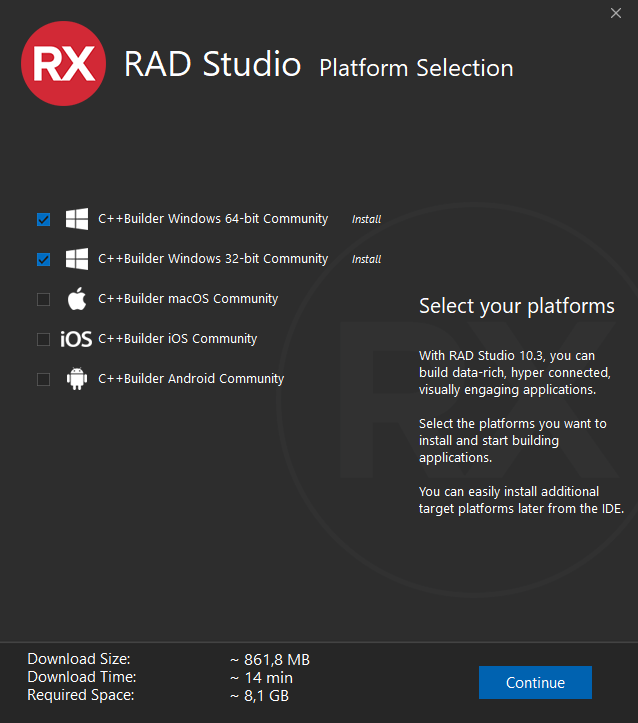 RX RAD Studio Platform Selection
C++Builder Windows 64-bit Community Install
C++Builder Windows 32-bit Community Install
C++Builder macOS Community
iOS C++Builder iOS Community
C++Builder Android Community
RX
Select your platforms
With RAD Studio 10.3, you can
build data-rich, hyper connected,
visually engaging applications.
Select the platforms you want to
install and start building
applications.
You can easily install additional
target platforms later from the IDE.
Download Size: ~ 861,8 MB
Download Time: ~ 14 min
Required Space: ~ 8,1 GB
Continue